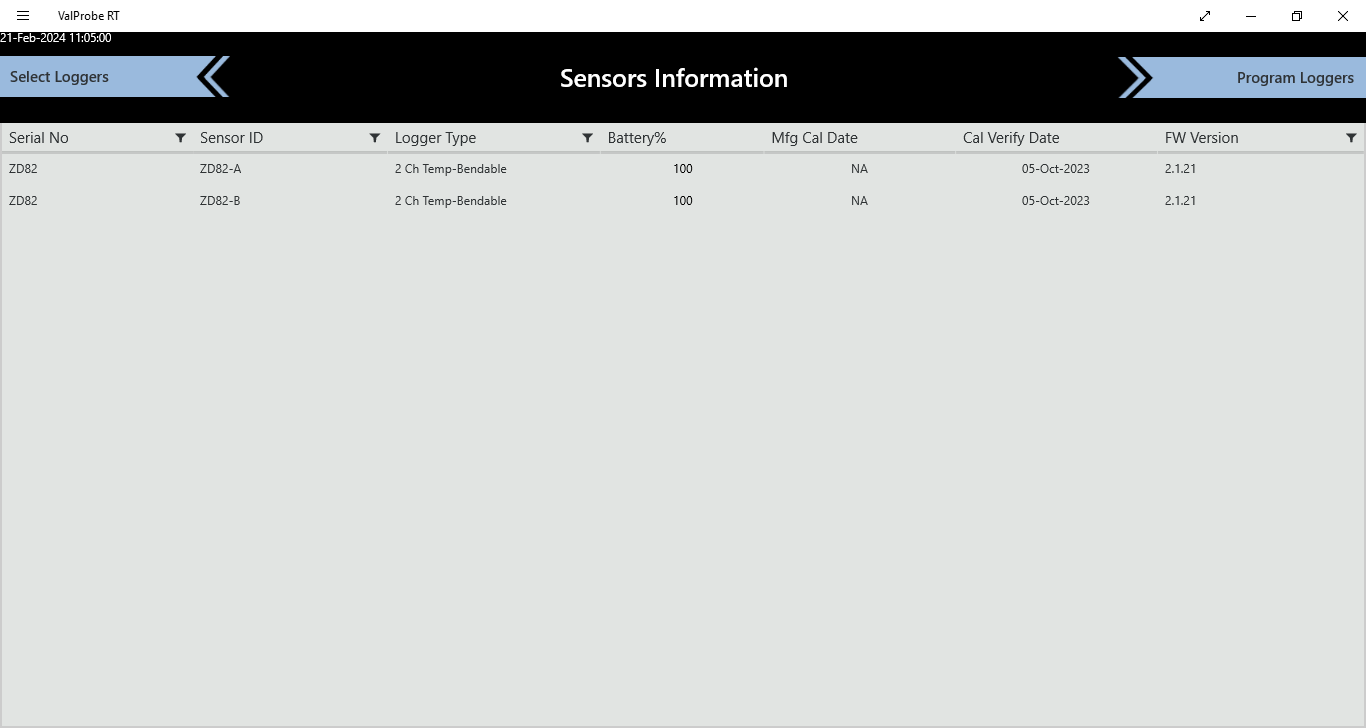 ValProbe RT
21-Feb-2024 11:05:00
Select Loggers
Sensors Information
Program Loggers
Serial No Sensor ID Logger Type Battery% Mfg Cal Date Cal Verify Date FW Version
ZD82 ZD82-A 2 Ch Temp-Bendable 100 NA 05-Oct-2023 2.1.21
ZD82 ZD82-B 2 Ch Temp-Bendable 100 NA 05-Oct-2023 2.1.21